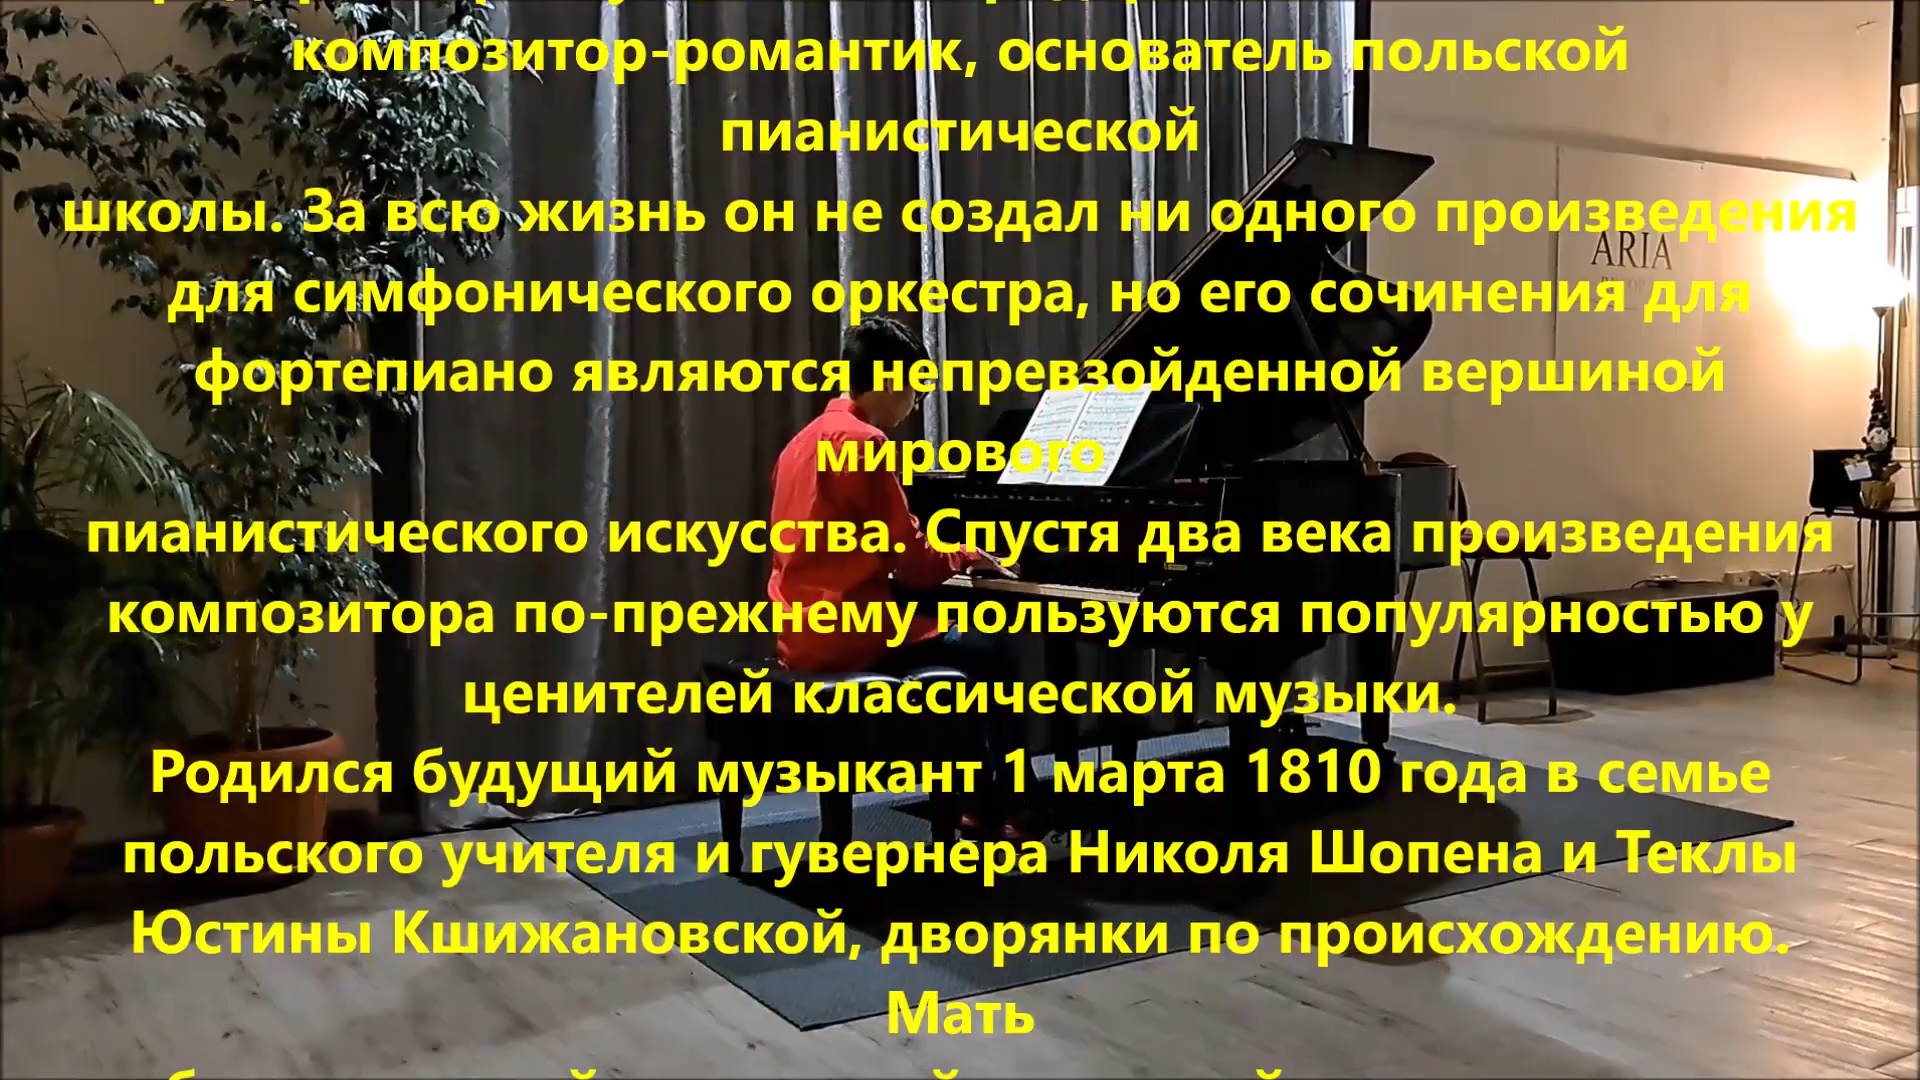 композитор-романтик, основатель польской
пианистической
школы. За всю жизнь он не создал ни одного произведения
для симфонического оркестра, но его сочинения для
фортепиано являются непревзойденной вершиной
мирового
пианистического искусства. Спустя два века произведения
композитора по-прежнему пользуются популярностью у
ценителей классической музыки.
Родился будущий музыкант 1 марта 1810 года в семье
польского учителя и гувернера Николя Шопена и Теклы
Юстины Кшижановской, дворянки по происхождению.
Мать
ARIA